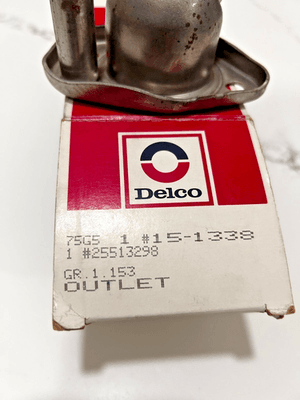 Delco
75G5 1 #15-1338
1 #25513298
GR.1.153
OUTLET